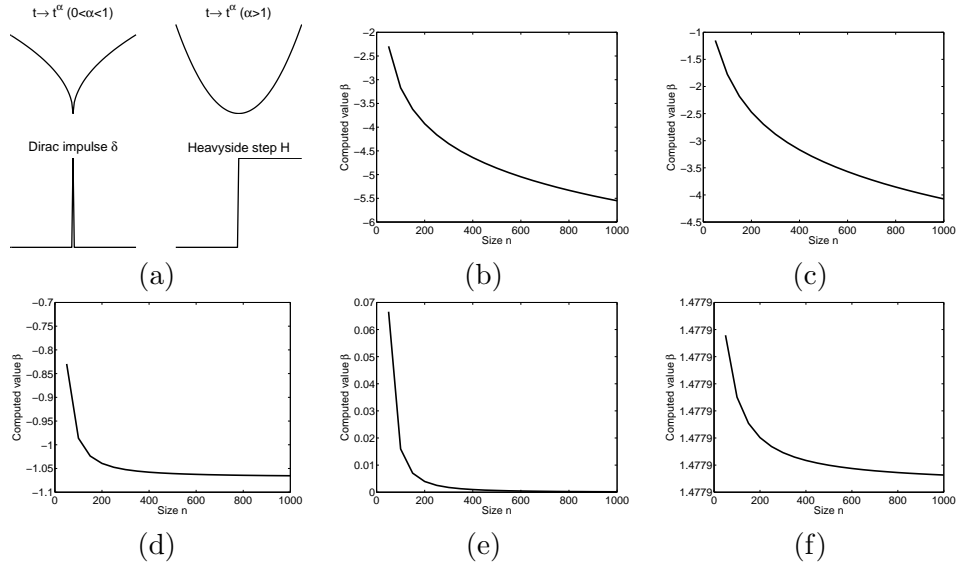 t→ t^α (0<α<1)
t→ t^α (α>1)
Dirac impulse δ
Heavyside step H
(a)
−2
−2.5
−3
−3.5
−4
−4.5
−5
−5.5
−6
Computed value β
0 200 400 600 800 1000
Size n
(b)
−1
−1.5
−2
−2.5
−3
−3.5
−4
−4.5
Computed value β
0 200 400 600 800 1000
Size n
(c)
−0.7
−0.75
−0.8
−0.85
−0.9
−0.95
−1
−1.05
−1.1
Computed value β
0 200 400 600 800 1000
Size n
(d)
0.07
0.06
0.05
0.04
0.03
0.02
0.01
0
Computed value β
0 200 400 600 800 1000
Size n
(e)
1.4779
1.4779
1.4779
1.4779
1.4779
1.4779
1.4779
1.4779
Computed value β
0 200 400 600 800 1000
Size n
(f)